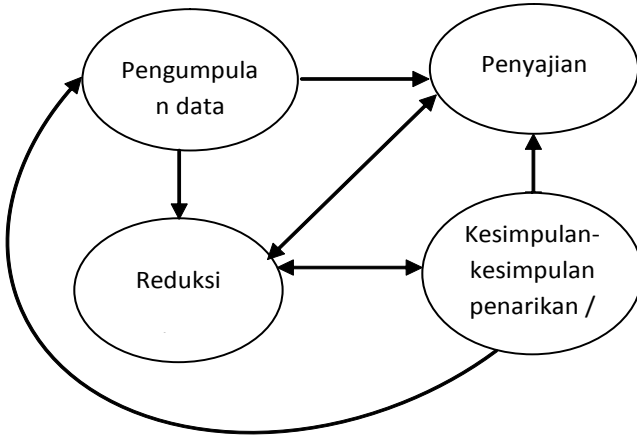 Pengumpula
n data
Penyajian
Reduksi
Kesimpulan-
kesimpulan
penarikan /